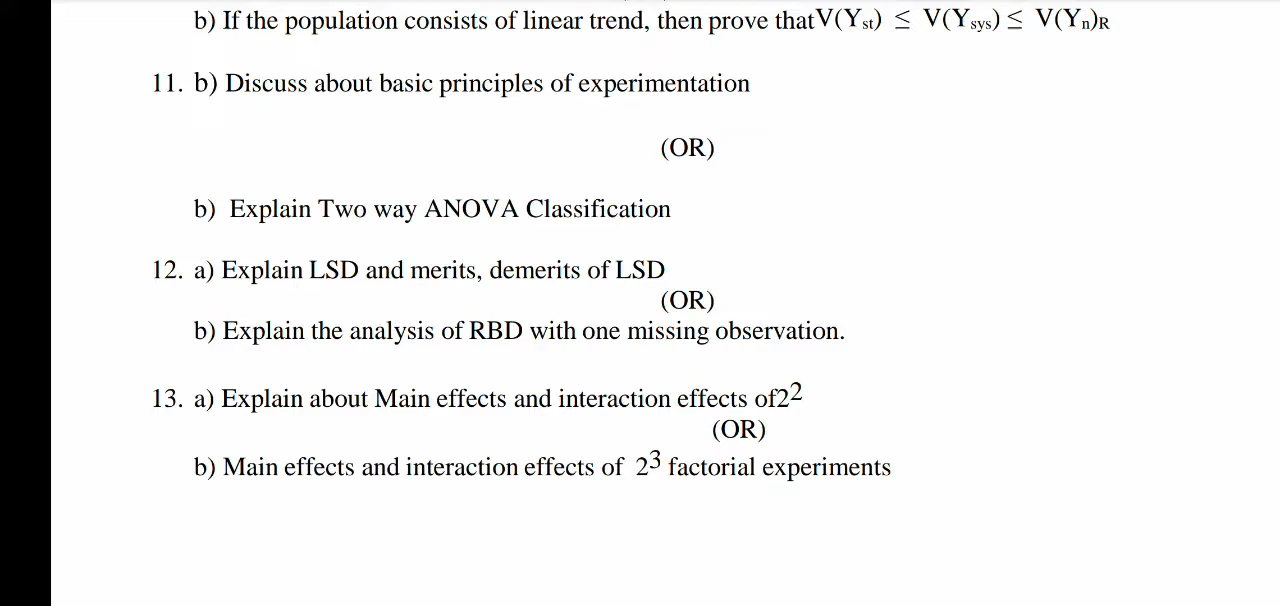 b) If the population consists of linear trend, then prove thatV(Yst) ≤ V(Ysys)≤ V(Yn)R
11. b) Discuss about basic principles of experimentation
(OR)
b) Explain Two way ANOVA Classification
12. a) Explain LSD and merits, demerits of LSD
(OR)
b) Explain the analysis of RBD with one missing observation.
13. a) Explain about Main effects and interaction effects of2²
(OR)
b) Main effects and interaction effects of 2³ factorial experiments